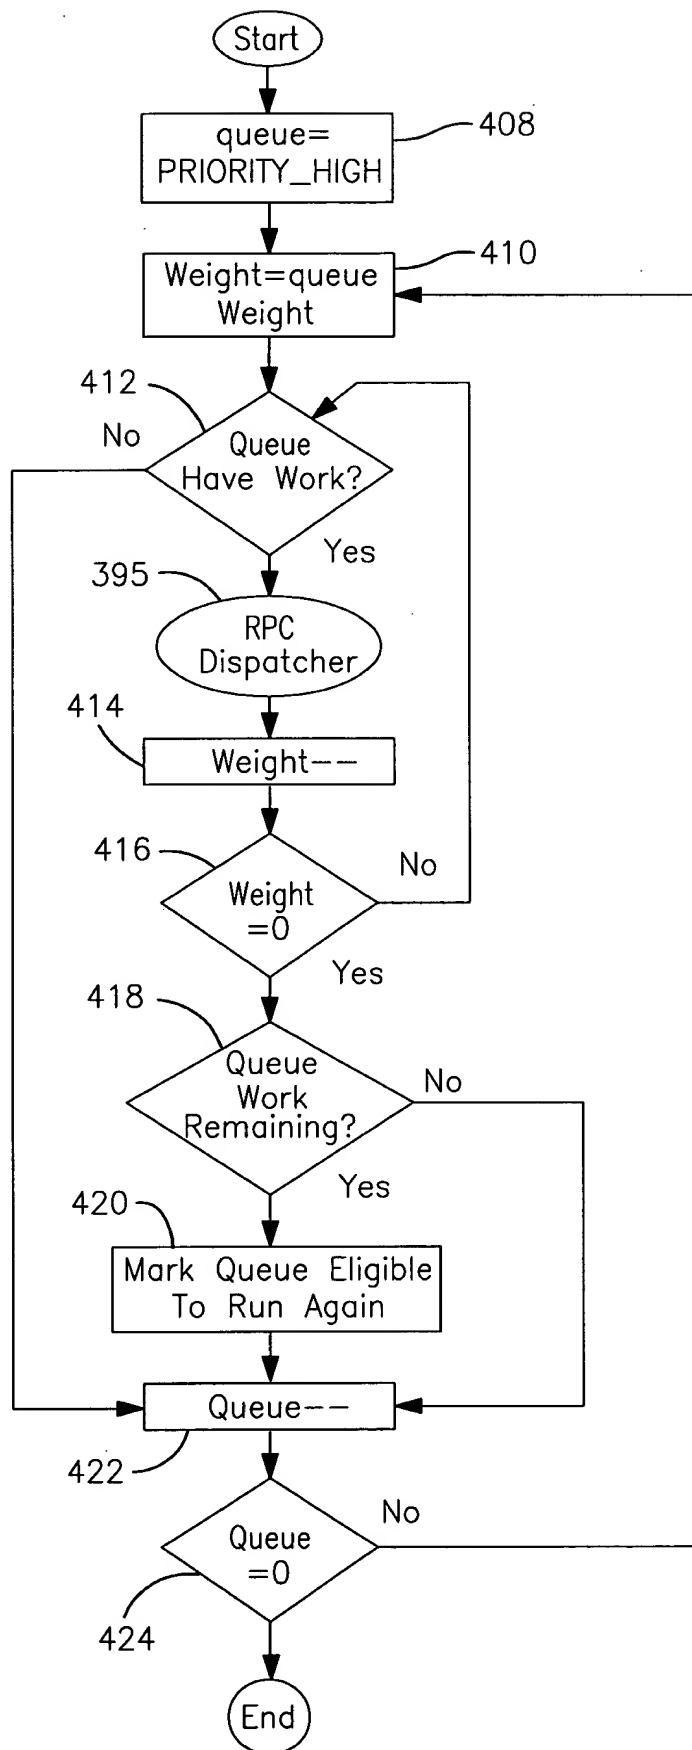 Start
queue=
PRIORITY_HIGH
408
Weight=queue
Weight
410
412
No
Queue
Have Work?
Yes
395
RPC
Dispatcher
414
Weight--
416
No
Weight
=0
Yes
418
Queue
Work
Remaining?
No
Yes
420
Mark Queue Eligible
To Run Again
Queue--
422
No
Queue
=0
424
End